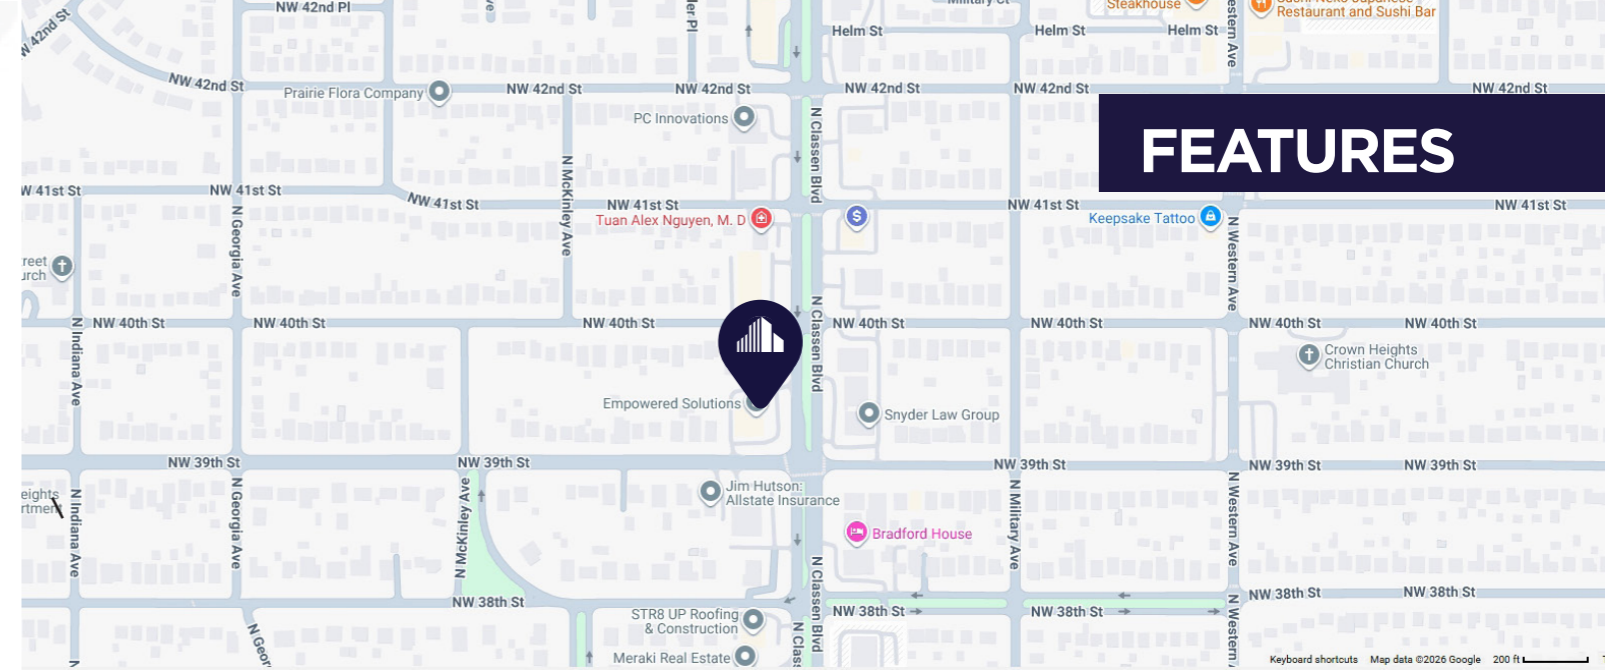 NW 42nd Pl
Steakhouse
Restaurant and Sushi Bar
Helm St
Helm St
Helm St
W 42nd St
NW 42nd St
Prairie Flora Company
NW 42nd St
NW 42nd St
NW 42nd St
NW 42nd St
NW 42nd St
PC Innovations
N Classen Blvd
FEATURES
W 41st St
NW 41st St
NW 41st St
NW 41st St
NW 41st St
NW 41st St
N McKinley Ave
N Georgia Ave
Tuan Alex Nguyen, M. D
Keepsake Tattoo
N Western Ave
N Indiana Ave
NW 40th St
NW 40th St
NW 40th St
NW 40th St
NW 40th St
NW 40th St
NW 40th St
N Classen Blvd
Crown Heights
Christian Church
Empowered Solutions
Snyder Law Group
NW 39th St
NW 39th St
NW 39th St
NW 39th St
NW 39th St
N Indiana Ave
N Georgia Ave
N McKinley Ave
Jim Hutson:
Allstate Insurance
Bradford House
N Military Ave
N Western Ave
N Classen Blvd
NW 38th St
NW 38th St
NW 38th St
NW 38th St
NW 38th St
STR8 UP Roofing
& Construction
Meraki Real Estate
Keyboard shortcuts Map data ©2026 Google 200 ft